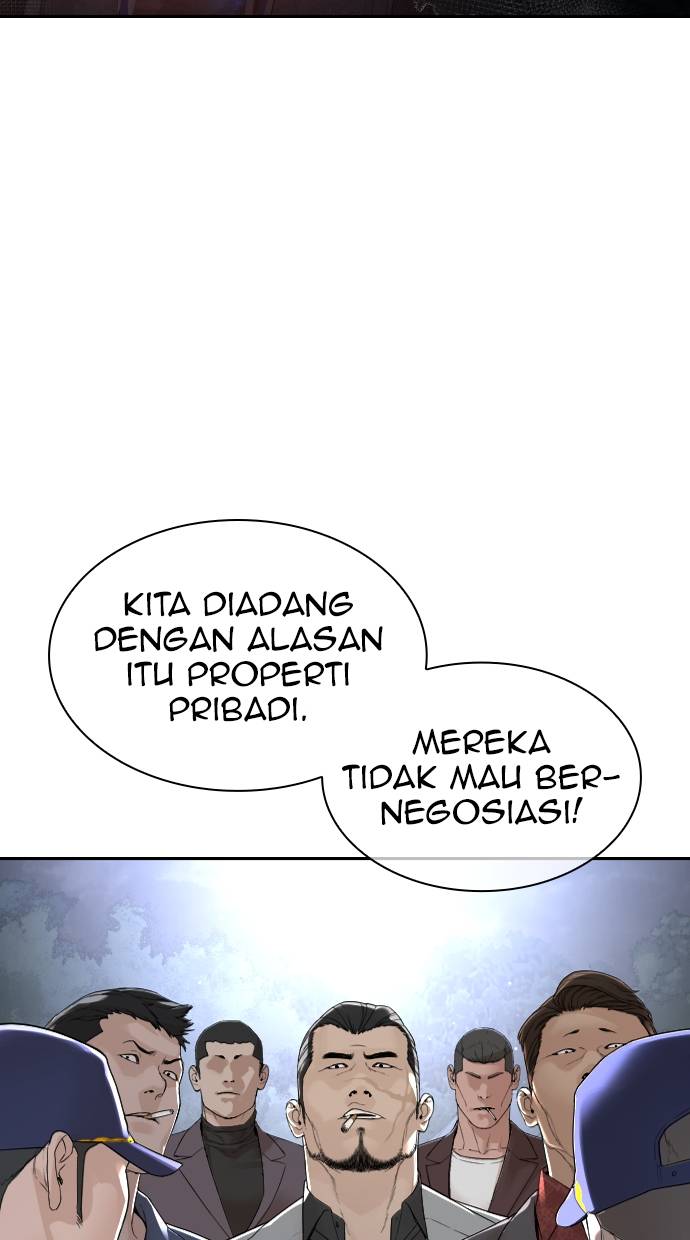 KITA DIADANG
DENGAN ALASAN
ITU PROPERTI
PRIBADI.
MEREKA
TIDAK MAU BER-
NEGOSIASI!